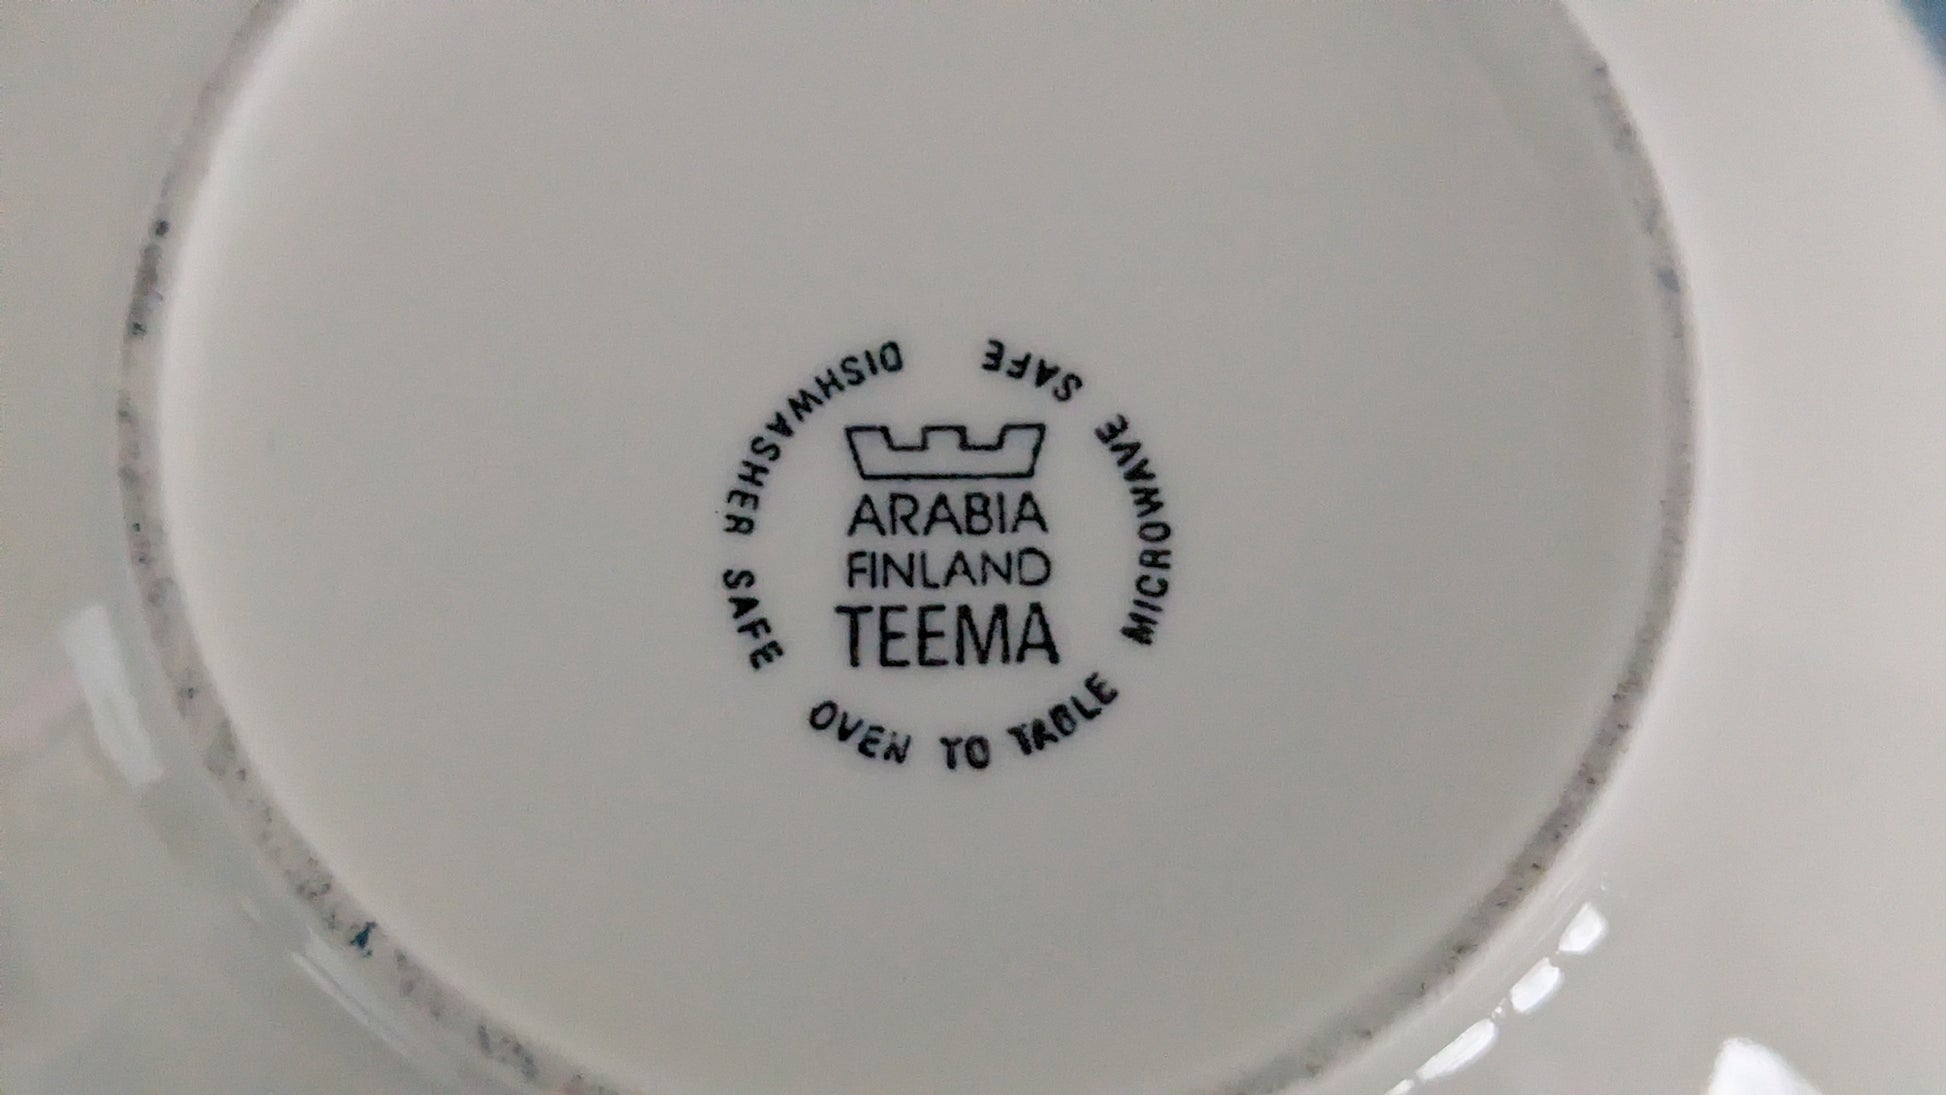 ARABIA
FINLAND
TEEMA
DISHWASHER SAFE OVEN TO TABLE MICROWAVE SAFE